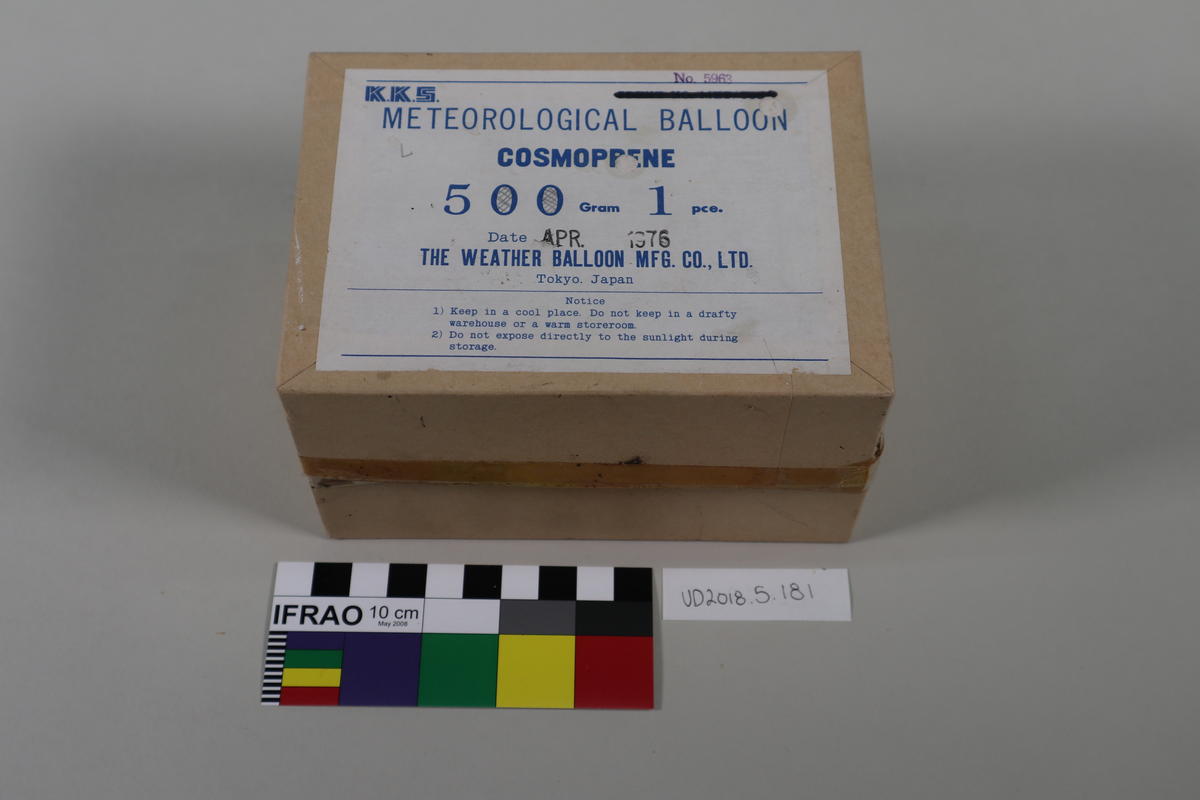 No. 5963
K.K.S.
METEOROLOGICAL BALLOON
COSMOPRENE
500 Gram 1 pce.
Date APR. 1976
THE WEATHER BALLOON MFG. CO., LTD.
Tokyo. Japan
Notice
1) Keep in a cool place. Do not keep in a drafty
warehouse or a warm storeroom.
2) Do not expose directly to the sunlight during
storage.
IFRAO 10 cm
May 2008
UD2018.5.181